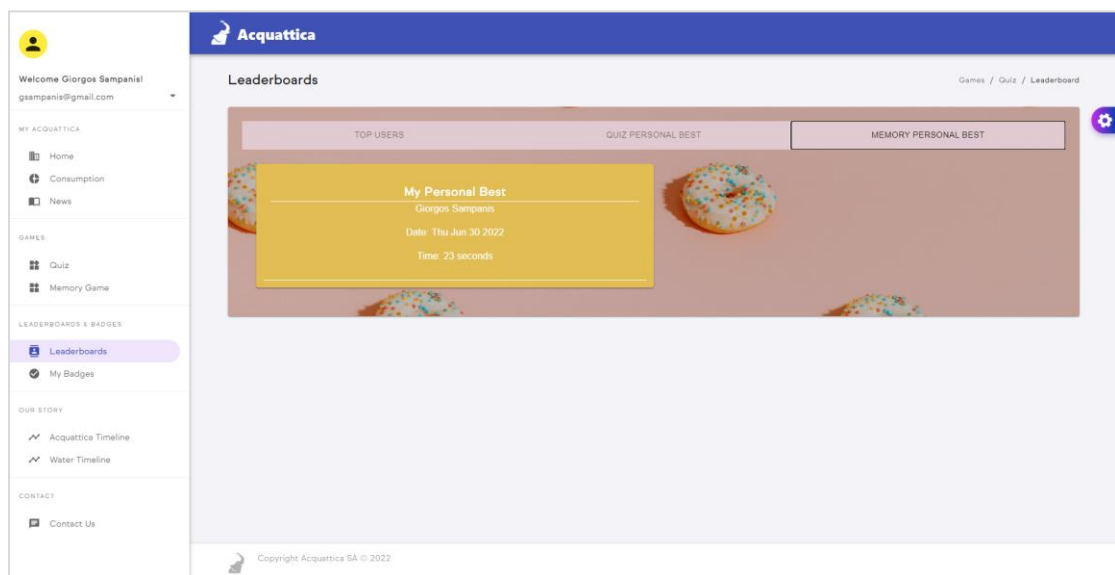 Acquattica
Welcome Giorgos Sampanis!
gsampanis@gmail.com
MY ACQUATTICA
Home
Consumption
News
GAMES
Quiz
Memory Game
LEADERBOARDS & BADGES
Leaderboards
My Badges
OUR STORY
Acquattica Timeline
Water Timeline
CONTACT
Contact Us
Leaderboards
Games / Quiz / Leaderboard
TOP USERS
QUIZ PERSONAL BEST
MEMORY PERSONAL BEST
My Personal Best
Giorgos Sampanis
Date: Thu Jun 30 2022
Time: 23 seconds
Copyright Acquattica SA © 2022